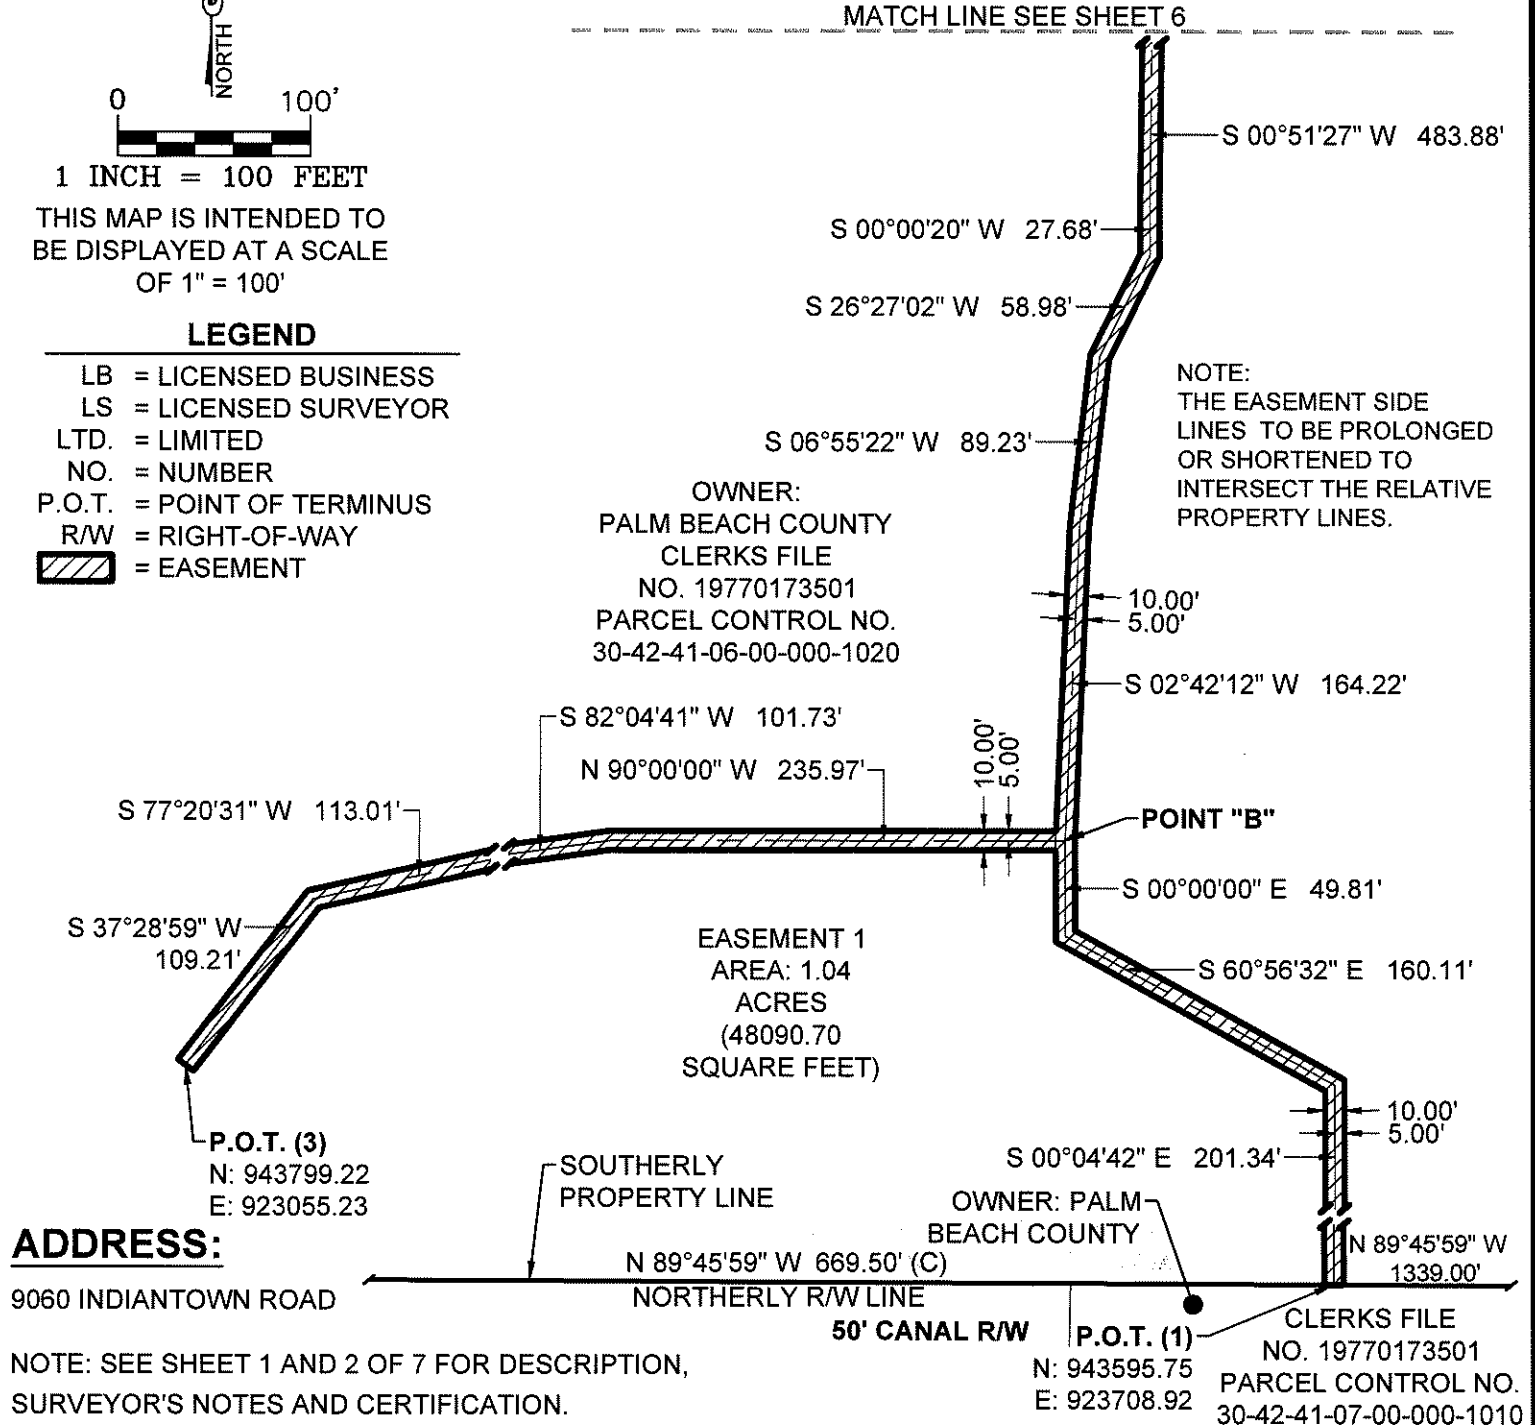 MATCH LINE SEE SHEET 6
NORTH
0 100'
1 INCH = 100 FEET
THIS MAP IS INTENDED TO
BE DISPLAYED AT A SCALE
OF 1" = 100'
LEGEND
LB = LICENSED BUSINESS
LS = LICENSED SURVEYOR
LTD. = LIMITED
NO. = NUMBER
P.O.T. = POINT OF TERMINUS
R/W = RIGHT-OF-WAY
= EASEMENT
S 00°51'27" W 483.88'
S 00°00'20" W 27.68'
S 26°27'02" W 58.98'
S 06°55'22" W 89.23'
NOTE:
THE EASEMENT SIDE
LINES TO BE PROLONGED
OR SHORTENED TO
INTERSECT THE RELATIVE
PROPERTY LINES.
OWNER:
PALM BEACH COUNTY
CLERKS FILE
NO. 19770173501
PARCEL CONTROL NO.
30-42-41-06-00-000-1020
10.00'
5.00'
S 02°42'12" W 164.22'
S 82°04'41" W 101.73'
N 90°00'00" W 235.97'
10.00'
5.00'
S 77°20'31" W 113.01'
POINT "B"
S 00°00'00" E 49.81'
S 37°28'59" W
109.21'
EASEMENT 1
AREA: 1.04
ACRES
(48090.70
SQUARE FEET)
S 60°56'32" E 160.11'
10.00'
5.00'
S 00°04'42" E 201.34'
P.O.T. (3)
N: 943799.22
E: 923055.23
SOUTHERLY
PROPERTY LINE
OWNER: PALM
BEACH COUNTY
ADDRESS:
9060 INDIANTOWN ROAD
N 89°45'59" W 669.50' (C)
NORTHERLY R/W LINE
50' CANAL R/W
N 89°45'59" W
1339.00'
P.O.T. (1)
N: 943595.75
E: 923708.92
CLERKS FILE
NO. 19770173501
PARCEL CONTROL NO.
30-42-41-07-00-000-1010
NOTE: SEE SHEET 1 AND 2 OF 7 FOR DESCRIPTION,
SURVEYOR'S NOTES AND CERTIFICATION.